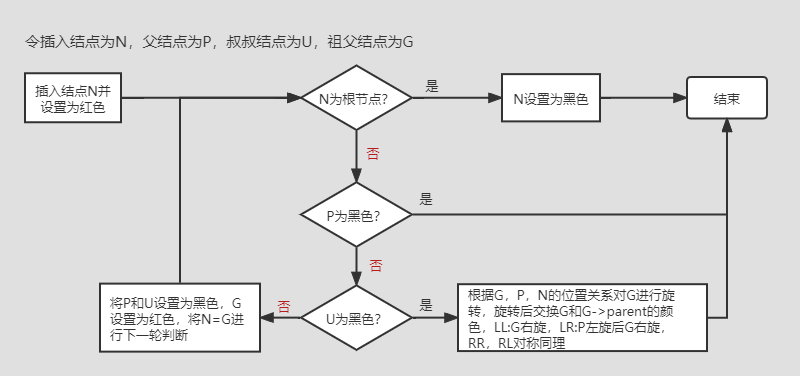 令插入结点为N，父结点为P，叔叔结点为U，祖父结点为G
插入结点N并
设置为红色
N为根节点？
是
N设置为黑色
结束
否
P为黑色？
是
否
将P和U设置为黑色，G
设置为红色，将N=G进
行下一轮判断
否
U为黑色？
是
根据G，P，N的位置关系对G进行旋
转，旋转后交换G和G->parent的颜
色，LL:G右旋，LR:P左旋后G右旋，
RR，RL对称同理